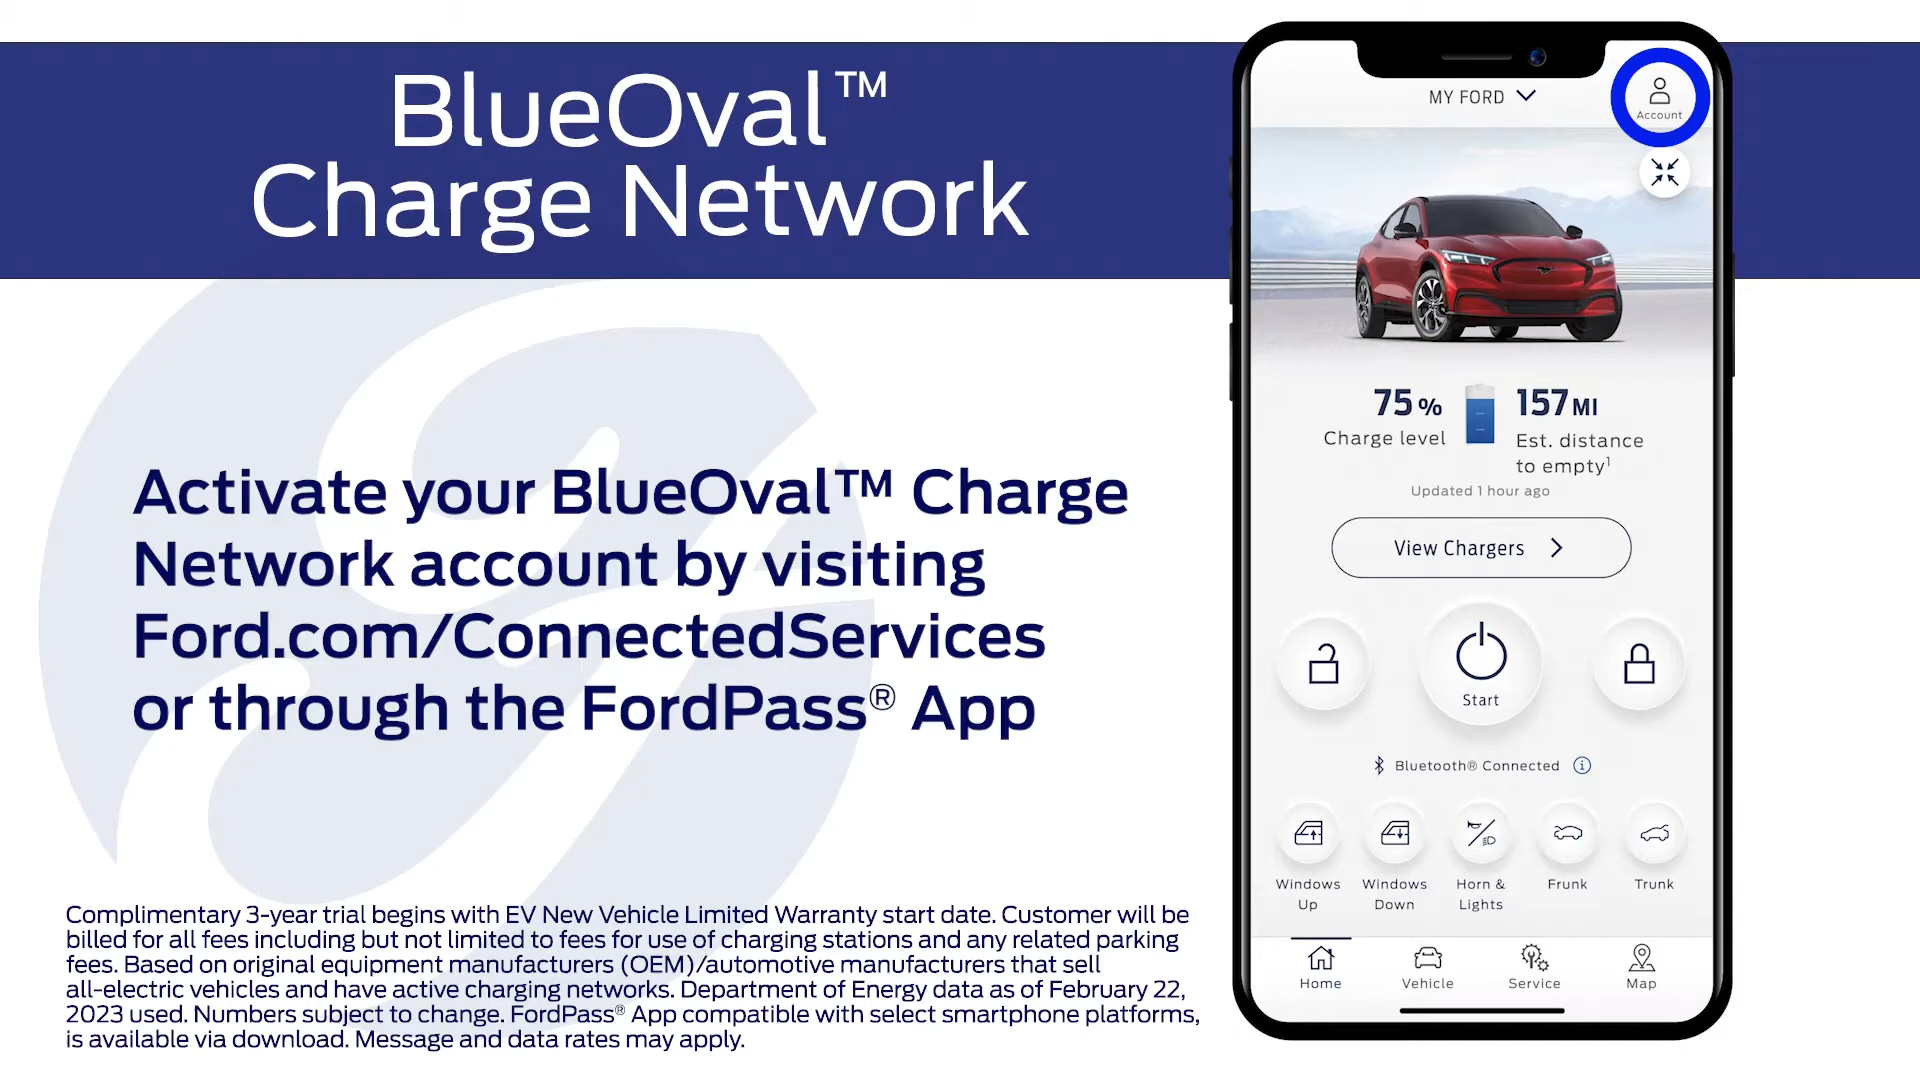 BlueOval™
Charge Network
Activate your BlueOval™ Charge
Network account by visiting
Ford.com/ConnectedServices
or through the FordPass® App
Complimentary 3-year trial begins with EV New Vehicle Limited Warranty start date. Customer will be
billed for all fees including but not limited to fees for use of charging stations and any related parking
fees. Based on original equipment manufacturers (OEM)/automotive manufacturers that sell
all-electric vehicles and have active charging networks. Department of Energy data as of February 22,
2023 used. Numbers subject to change. FordPass® App compatible with select smartphone platforms,
is available via download. Message and data rates may apply.
MY FORD
Account
75 % 157 MI
Charge level Est. distance
to empty¹
Updated 1 hour ago
View Chargers
Start
Bluetooth® Connected
Windows Windows Horn & Frunk Trunk
Up Down Lights
Home Vehicle Service Map